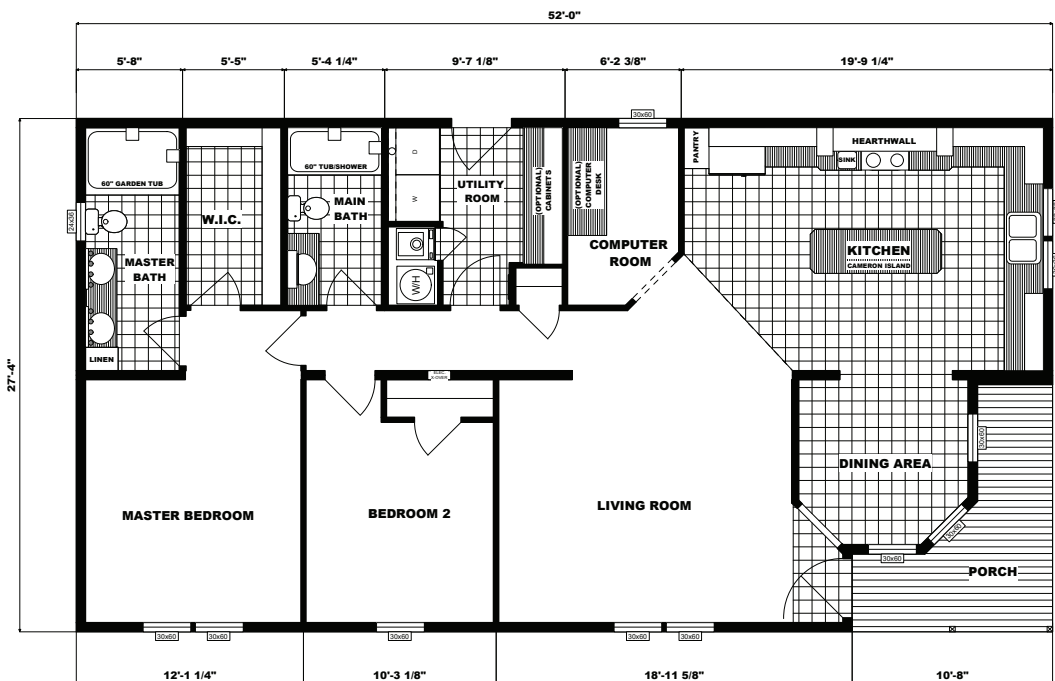 52'-0"
5'-8"
5'-5"
5'-4 1/4"
9'-7 1/8"
6'-2 3/8"
19'-9 1/4"
27'-4"
30x60
60" GARDEN TUB
60" TUB/SHOWER
D
W
UTILITY
ROOM
(OPTIONAL)
CABINETS
(OPTIONAL)
COMPUTER
DESK
PANTRY
HEARTHWALL
SINK
24x36
W.I.C.
MAIN
BATH
MASTER
BATH
COMPUTER
ROOM
KITCHEN
CAMERON ISLAND
W/H
LINEN
ELEC.
X-OVER
30x60
DINING AREA
MASTER BEDROOM
BEDROOM 2
LIVING ROOM
30x60
30x60
PORCH
30x60
30x60
30x60
30x60
30x60
12'-1 1/4"
10'-3 1/8"
18'-11 5/8"
10'-8"